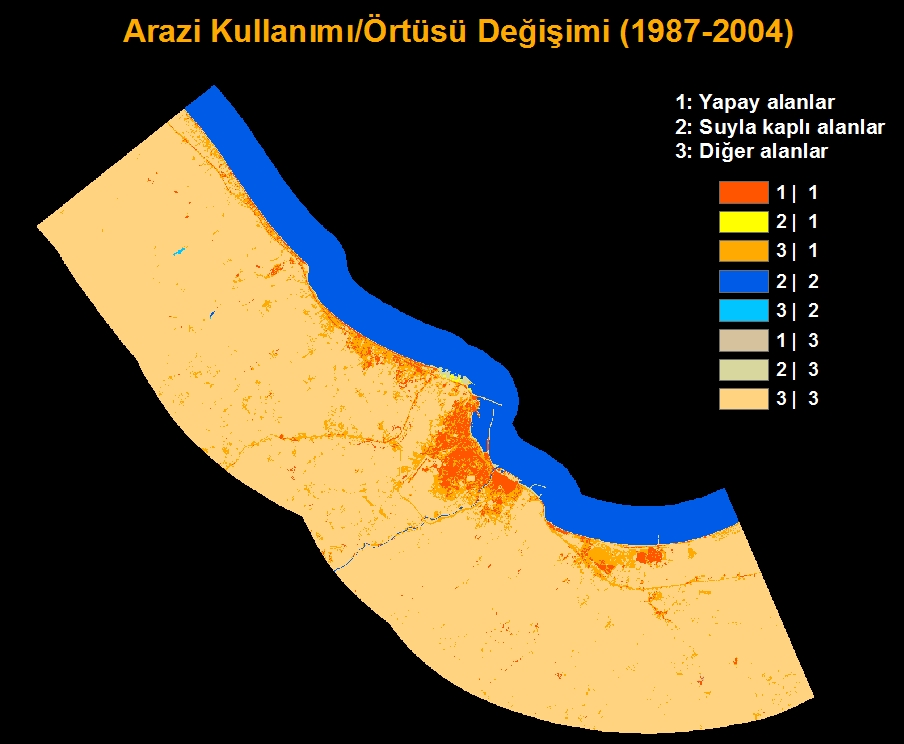 Arazi Kullanımı/Örtüsü Değişimi (1987-2004)
1: Yapay alanlar
2: Suyla kaplı alanlar
3: Diğer alanlar
1 | 1
2 | 1
3 | 1
2 | 2
3 | 2
1 | 3
2 | 3
3 | 3